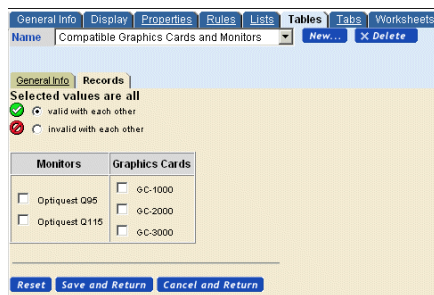 General Info Display Properties Rules Lists Tables Tabs Worksheets
Name Compatible Graphics Cards and Monitors New... X Delete
General Info Records
Selected values are all
valid with each other
invalid with each other
Monitors Graphics Cards
Optiquest Q95
Optiquest Q115
GC-1000
GC-2000
GC-3000
Reset Save and Return Cancel and Return